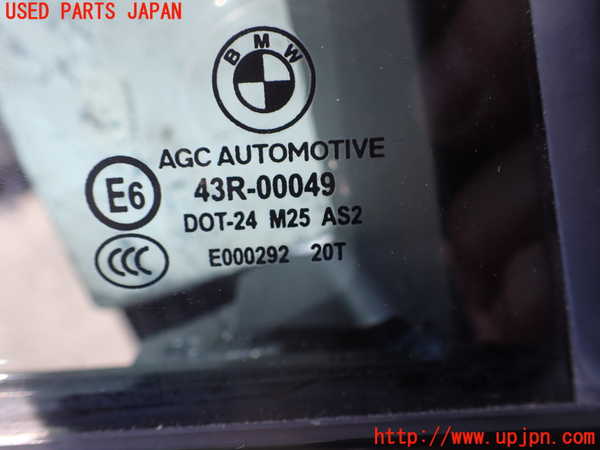 USED PARTS JAPAN
BMW
AGC AUTOMOTIVE
E6 43R-00049
DOT-24 M25 AS2
CCC E000292 20T
http://www.upjpn.com/